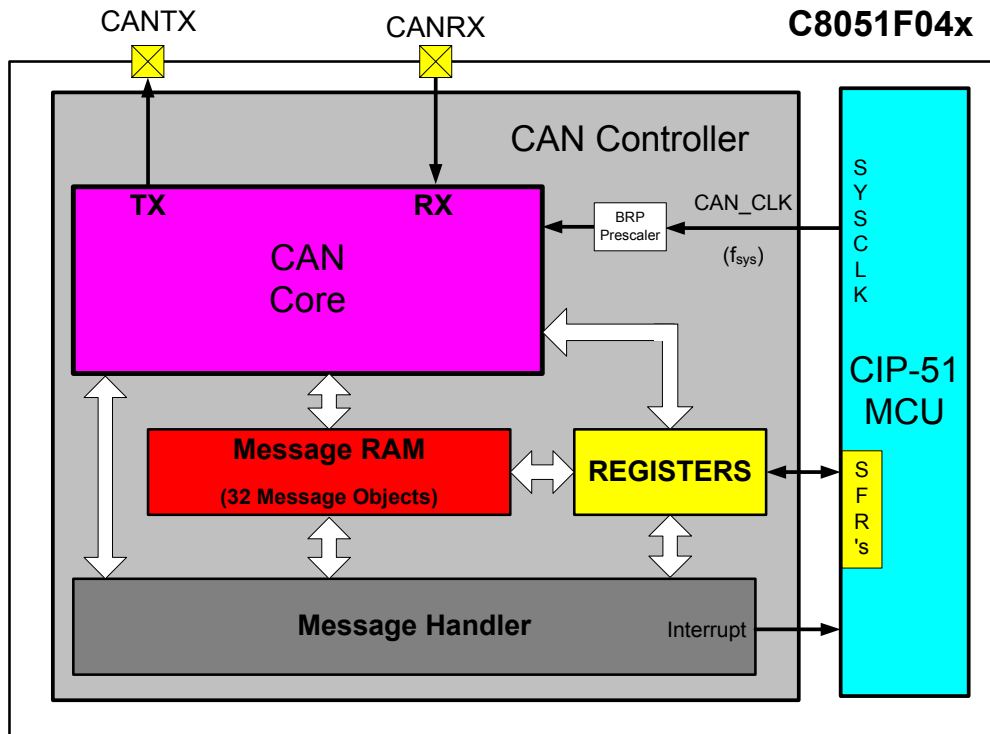 CANTX
CANRX
C8051F04x
CAN Controller
TX
RX
CAN
Core
BRP
Prescaler
CAN_CLK
(fsys)
S
Y
S
C
L
K
CIP-51
MCU
Message RAM
(32 Message Objects)
REGISTERS
S
F
R
's
Message Handler
Interrupt